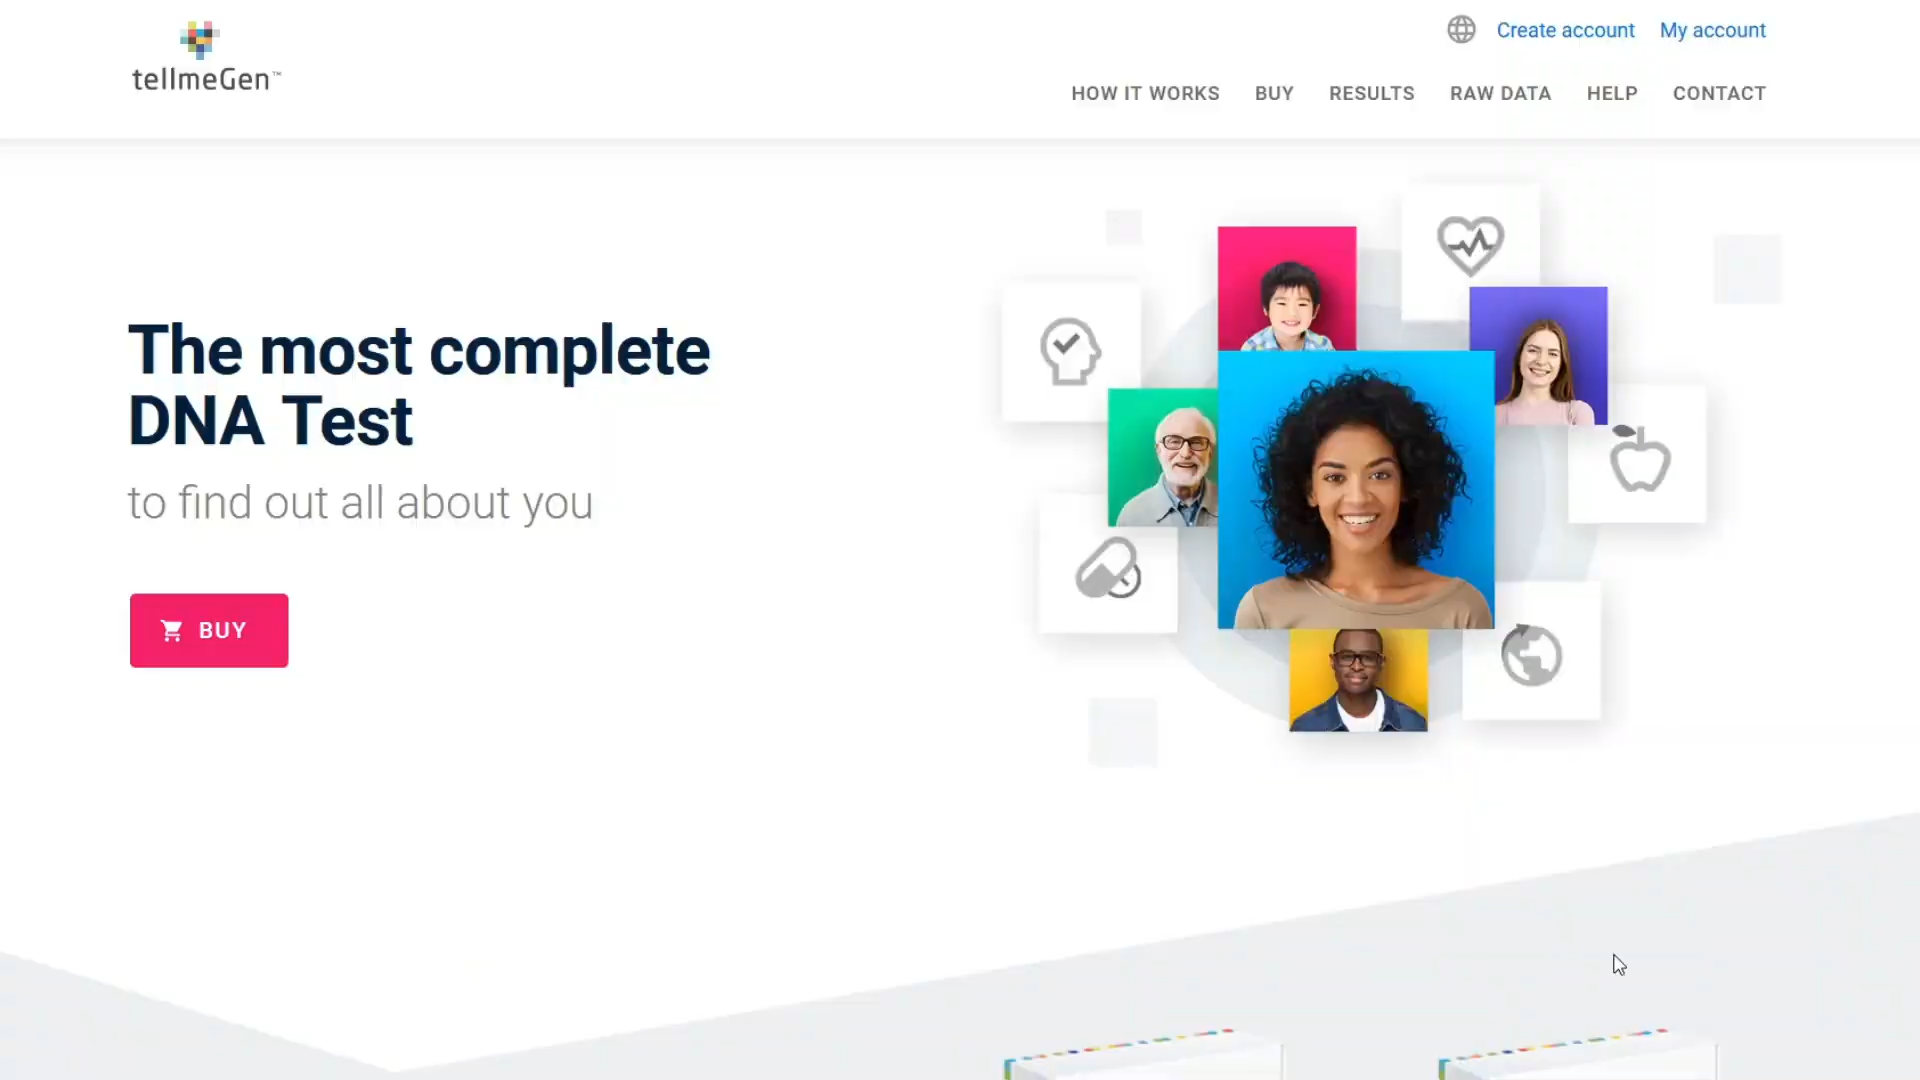 tellmeGen™
Create account My account
HOW IT WORKS BUY RESULTS RAW DATA HELP CONTACT
The most complete
DNA Test
to find out all about you
BUY